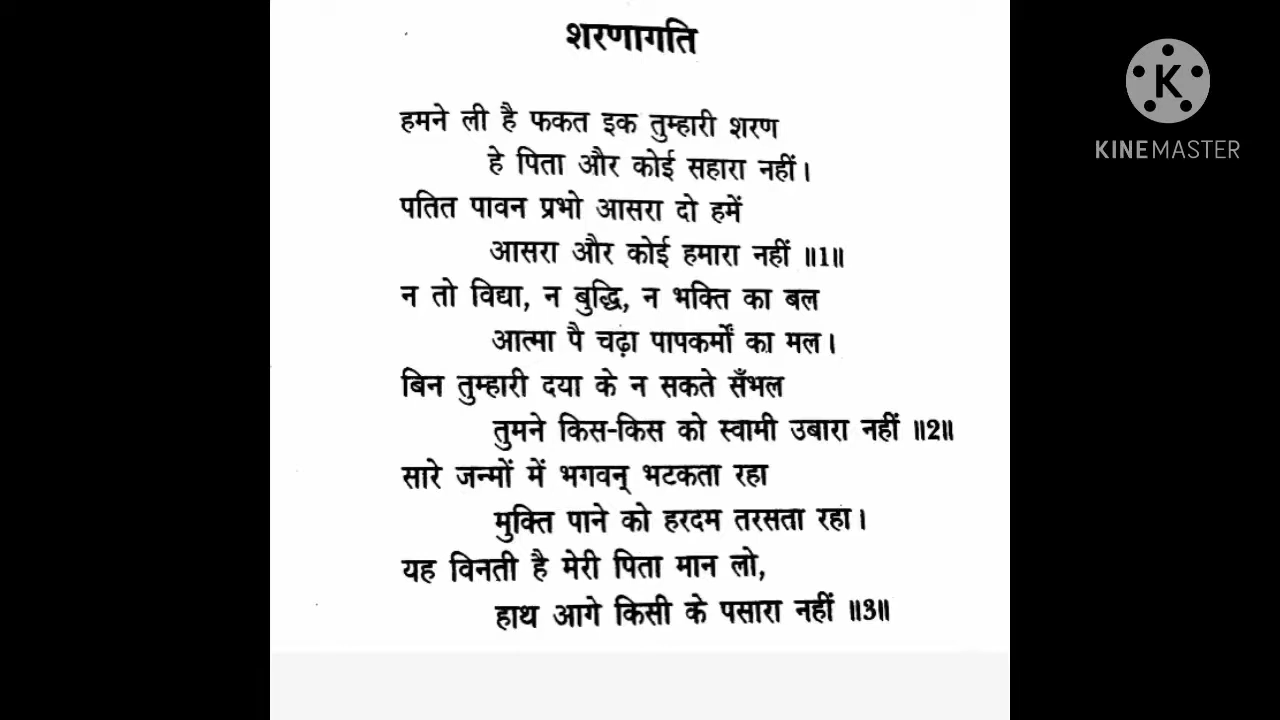 शरणागति
K
KINEMASTER
हमने ली है फकत इक तुम्हारी शरण
हे पिता और कोई सहारा नहीं।
पतित पावन प्रभो आसरा दो हमें
आसरा और कोई हमारा नहीं ॥1॥
न तो विद्या, न बुद्धि, न भक्ति का बल
आत्मा पै चढ़ा पापकर्मों का मल।
बिन तुम्हारी दया के न सकते सँभल
तुमने किस-किस को स्वामी उबारा नहीं ॥2॥
सारे जन्मों में भगवन् भटकता रहा
मुक्ति पाने को हरदम तरसता रहा।
यह विनती है मेरी पिता मान लो,
हाथ आगे किसी के पसारा नहीं ॥3॥